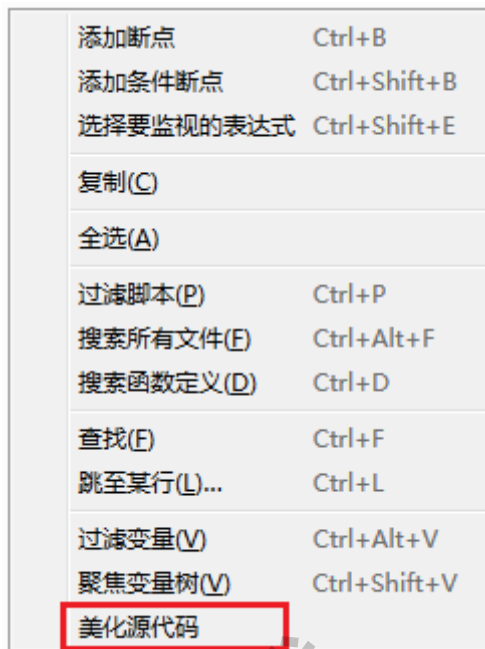 添加断点 Ctrl+B
添加条件断点 Ctrl+Shift+B
选择要监视的表达式 Ctrl+Shift+E
复制(C)
全选(A)
过滤脚本(P) Ctrl+P
搜索所有文件(F) Ctrl+Alt+F
搜索函数定义(D) Ctrl+D
查找(F) Ctrl+F
跳至某行(L)... Ctrl+L
过滤变量(V) Ctrl+Alt+V
聚焦变量树(V) Ctrl+Shift+V
美化源代码